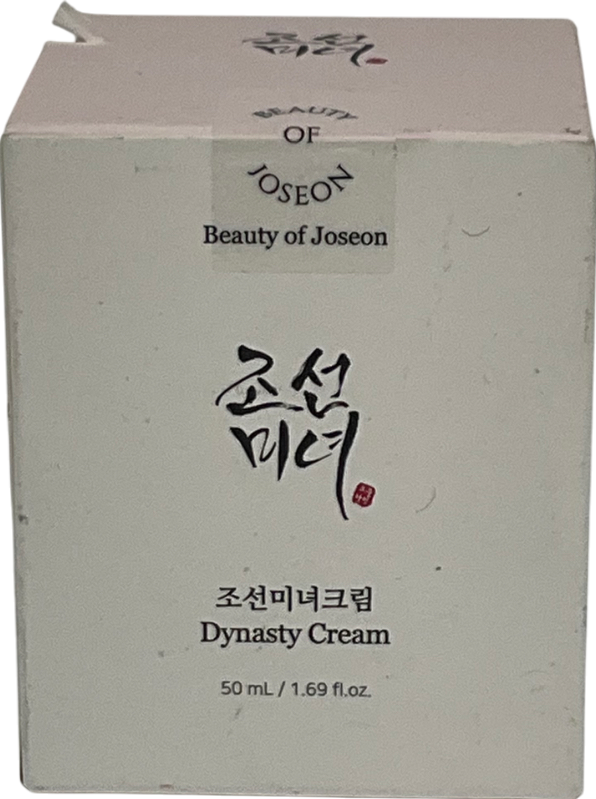 조선
미녀
BEAUTY
OF
JOSEON
Beauty of Joseon
조선
미녀
조선미녀크림
Dynasty Cream
50 mL / 1.69 fl.oz.